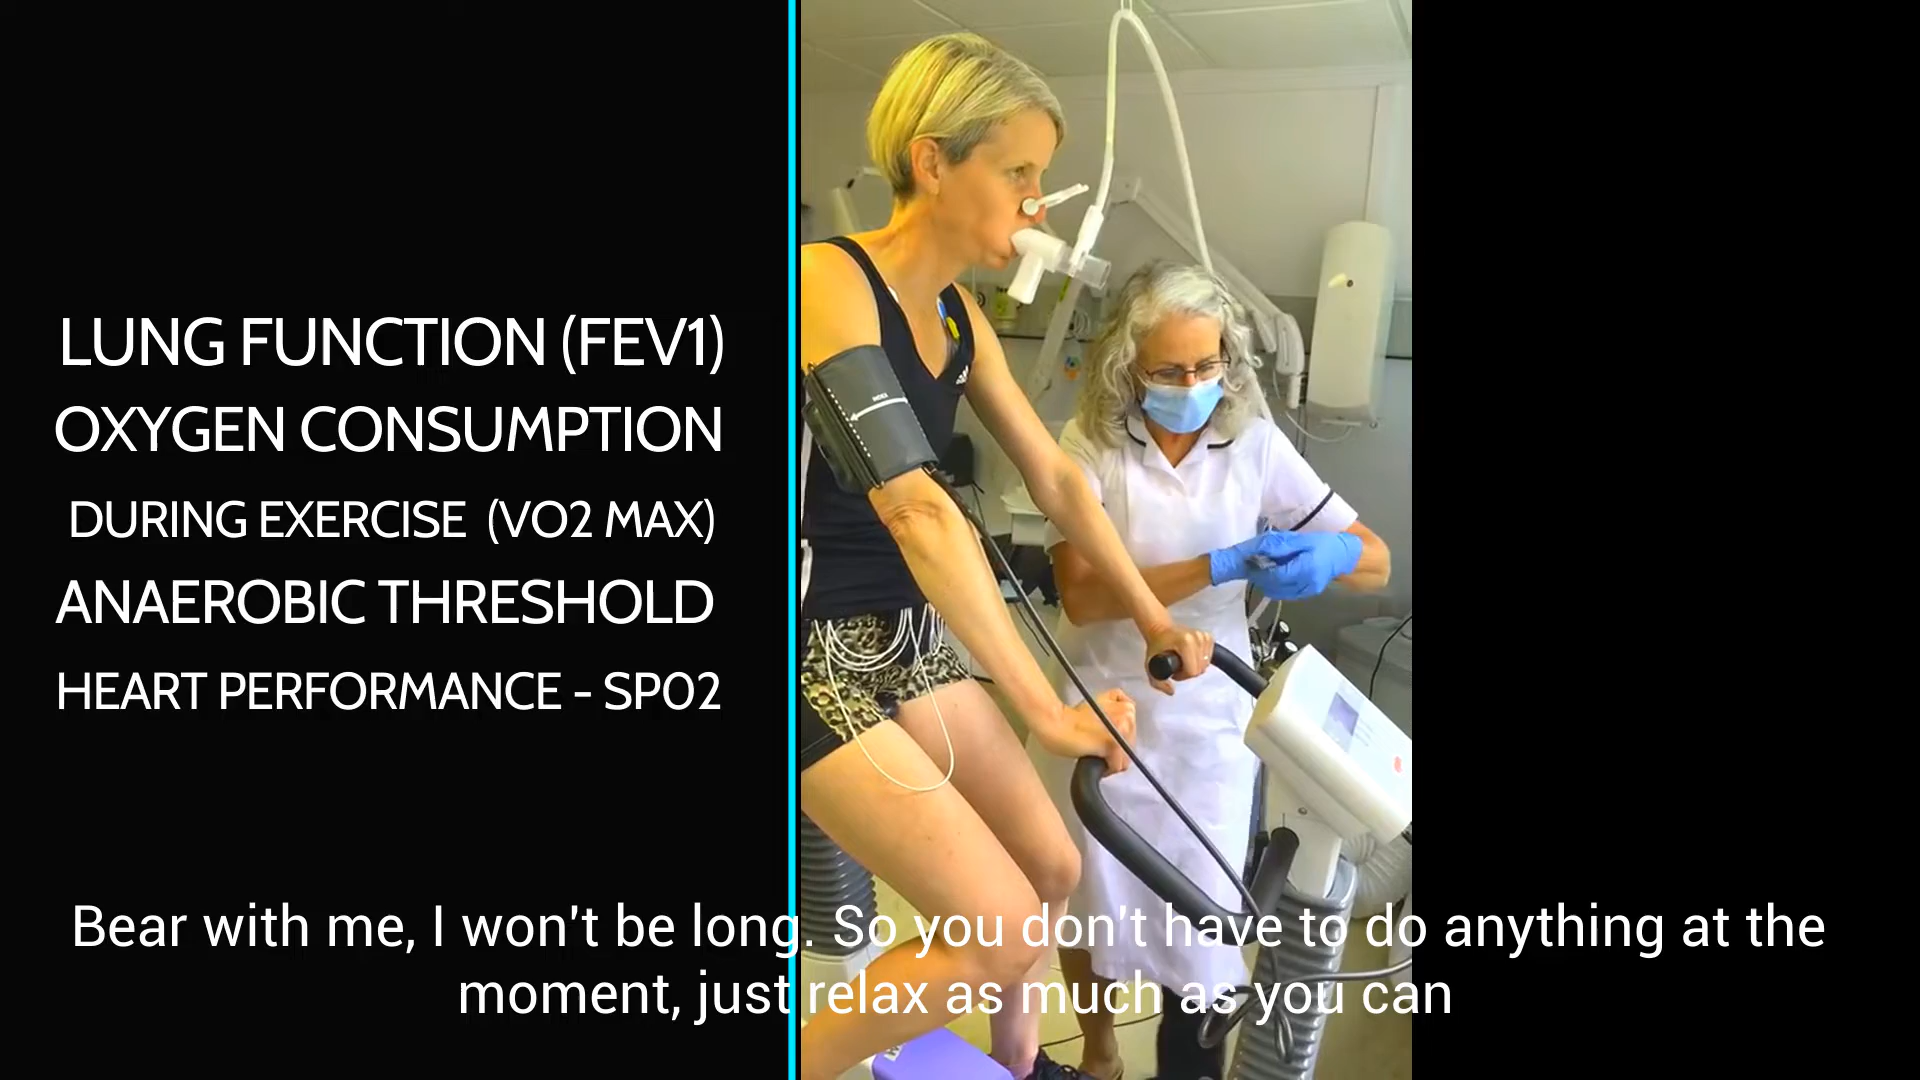 LUNG FUNCTION (FEV1)
OXYGEN CONSUMPTION
DURING EXERCISE (VO2 MAX)
ANAEROBIC THRESHOLD
HEART PERFORMANCE - SP02
Bear with me, I won't be long. So you don't have to do anything at the
moment, just relax as much as you can